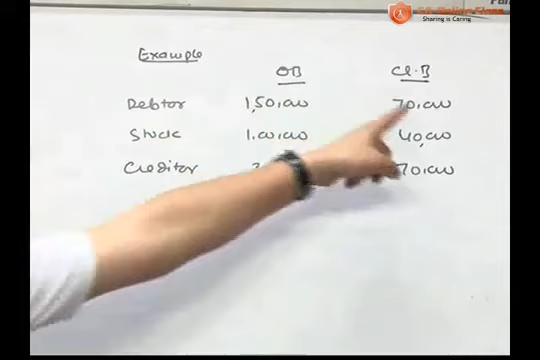 Example
OB Cl.B
Debtor 1,50,000 70,000
Stock 1,00,000 40,000
Creditor 70,000
Sharing is Caring